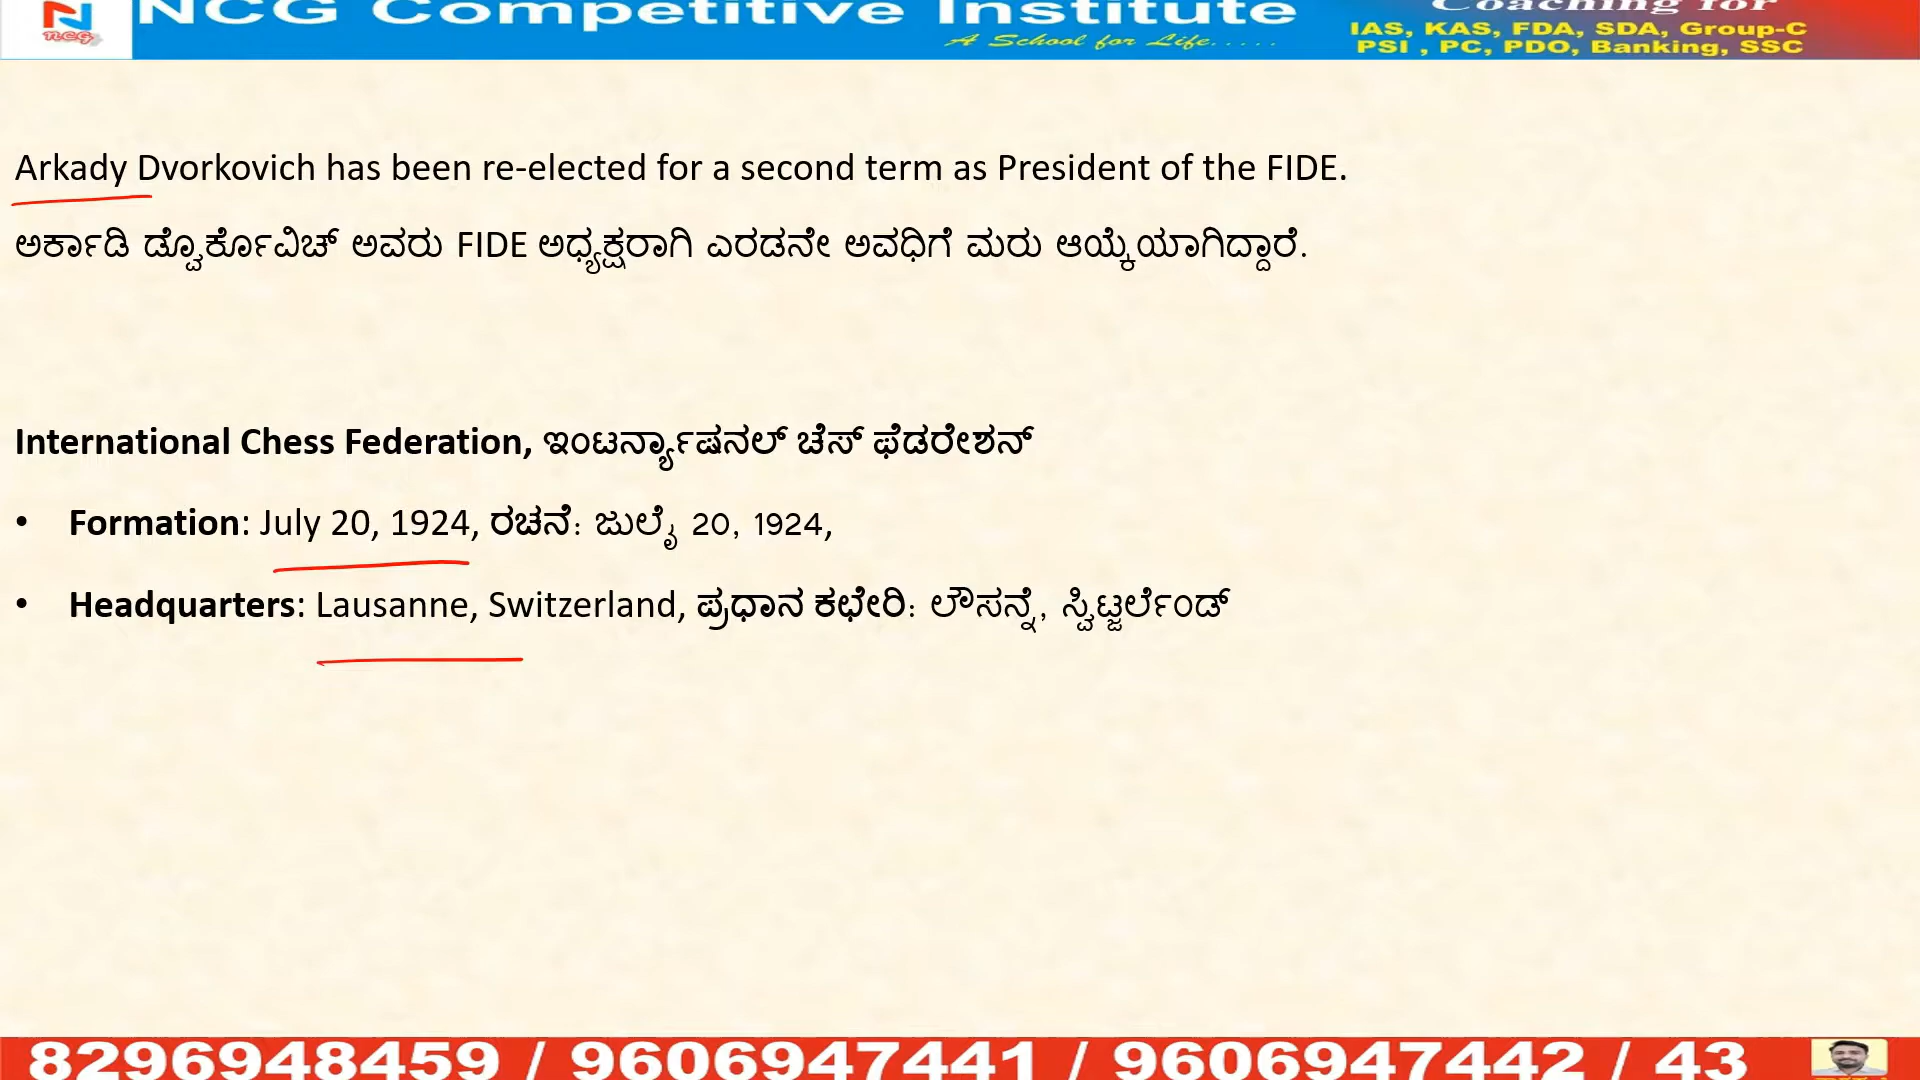 NCG Competitive Institute
A School for Life.....
Coaching for
IAS, KAS, FDA, SDA, Group-C
PSI , PC, PDO, Banking, SSC
ncg
Arkady Dvorkovich has been re-elected for a second term as President of the FIDE.
ಅರ್ಕಾಡಿ ಡ್ವೊರ್ಕೊವಿಚ್ ಅವರು FIDE ಅಧ್ಯಕ್ಷರಾಗಿ ಎರಡನೇ ಅವಧಿಗೆ ಮರು ಆಯ್ಕೆಯಾಗಿದ್ದಾರೆ.
International Chess Federation, ಇಂಟರ್ನ್ಯಾಷನಲ್ ಚೆಸ್ ಫೆಡರೇಶನ್
• Formation: July 20, 1924, ರಚನೆ: ಜುಲೈ 20, 1924,
• Headquarters: Lausanne, Switzerland, ಪ್ರಧಾನ ಕಛೇರಿ: ಲೌಸನ್ನೆ, ಸ್ವಿಟ್ಜರ್ಲೆಂಡ್
8296948459 / 9606947441 / 9606947442 / 43